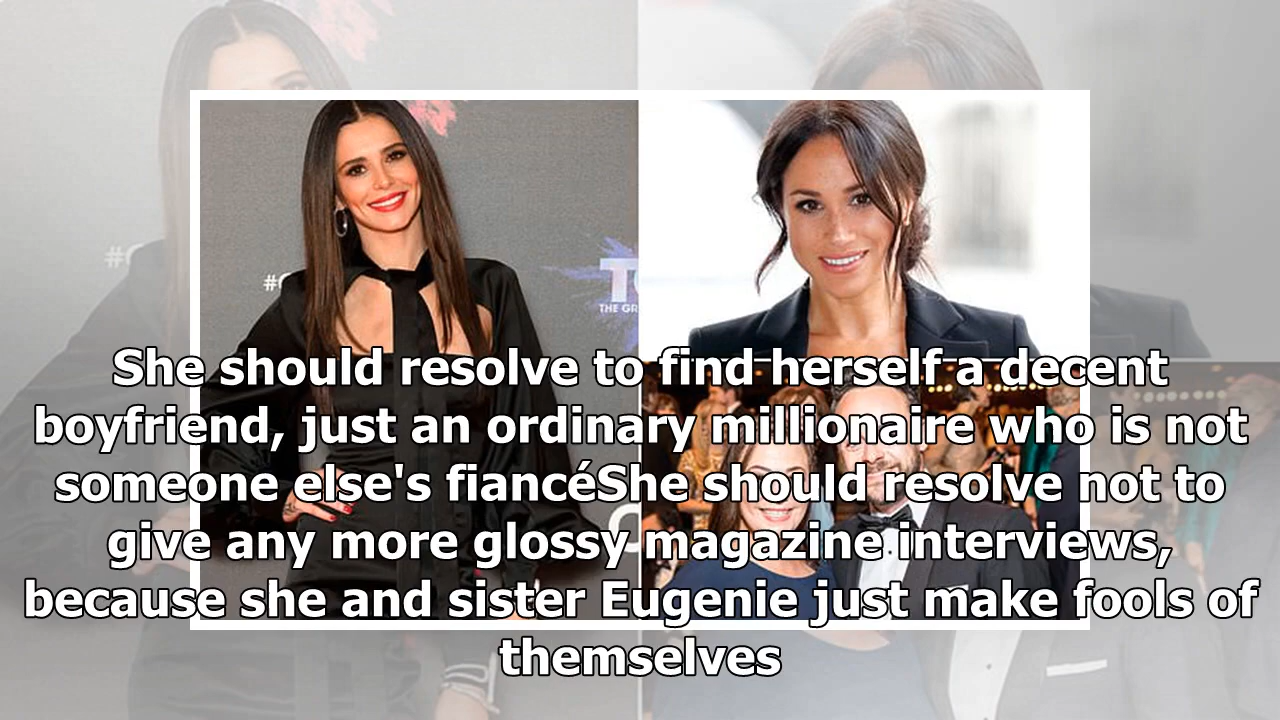 #C
#C
T
THE GR
She should resolve to find herself a decent
boyfriend, just an ordinary millionaire who is not
someone else's fiancéShe should resolve not to
give any more glossy magazine interviews,
because she and sister Eugenie just make fools of
themselves